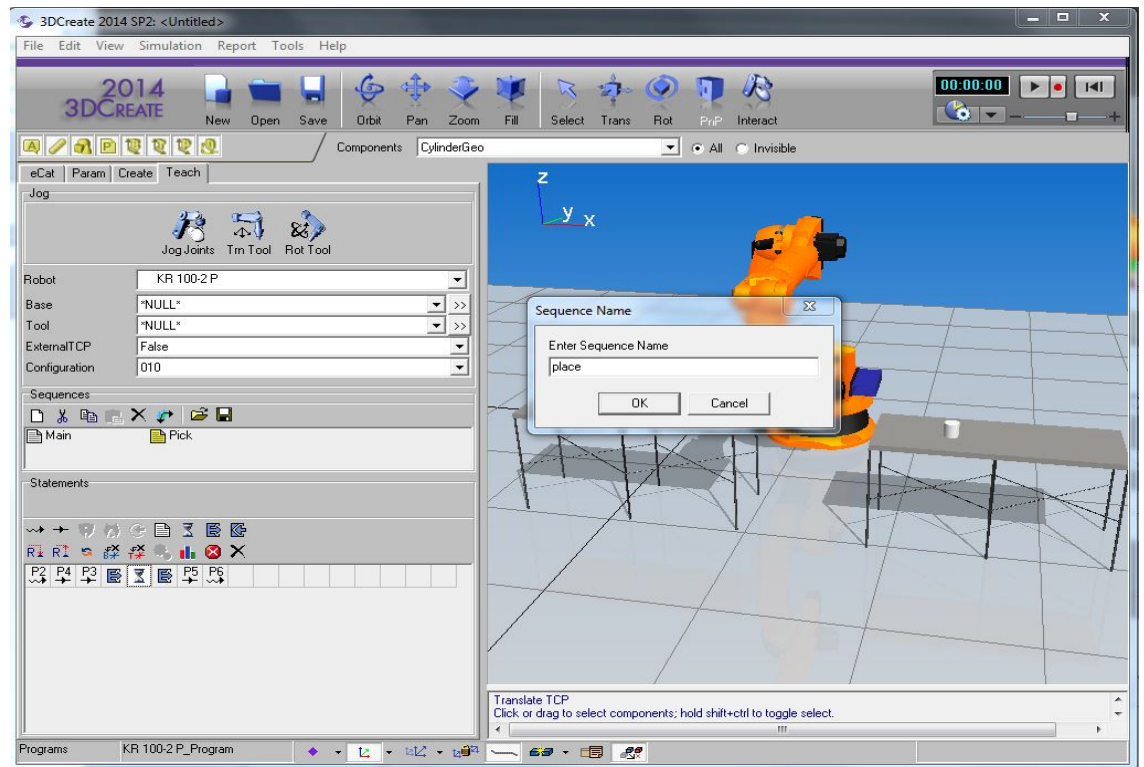 3DCreate 2014 SP2: <Untitled>
File Edit View Simulation Report Tools Help
2014
3DCREATE
New Open Save Orbit Pan Zoom Fill Select Trans Rot PnP Interact
00:00:00
Components CylinderGeo All Invisible
eCat Param Create Teach
Jog
Jog Joints Trn Tool Rot Tool
Robot KR 100-2 P
Base *NULL* >>
Tool *NULL* >>
ExternalTCP False
Configuration 010
Sequences
Main Pick
Statements
P2 P4 P3 P5 P6
z
y x
Sequence Name
Enter Sequence Name
place
OK Cancel
Translate TCP
Click or drag to select components; hold shift+ctrl to toggle select.
Programs KR 100-2 P_Program